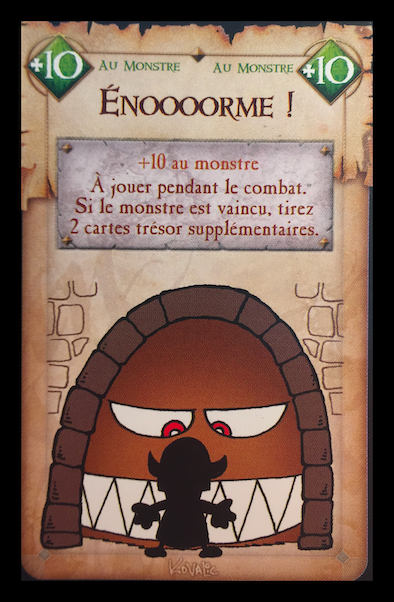 +10 Au Monstre Au Monstre +10
Énoooorme !
+10 au monstre
À jouer pendant le combat.
Si le monstre est vaincu, tirez
2 cartes trésor supplémentaires.
Kovalic